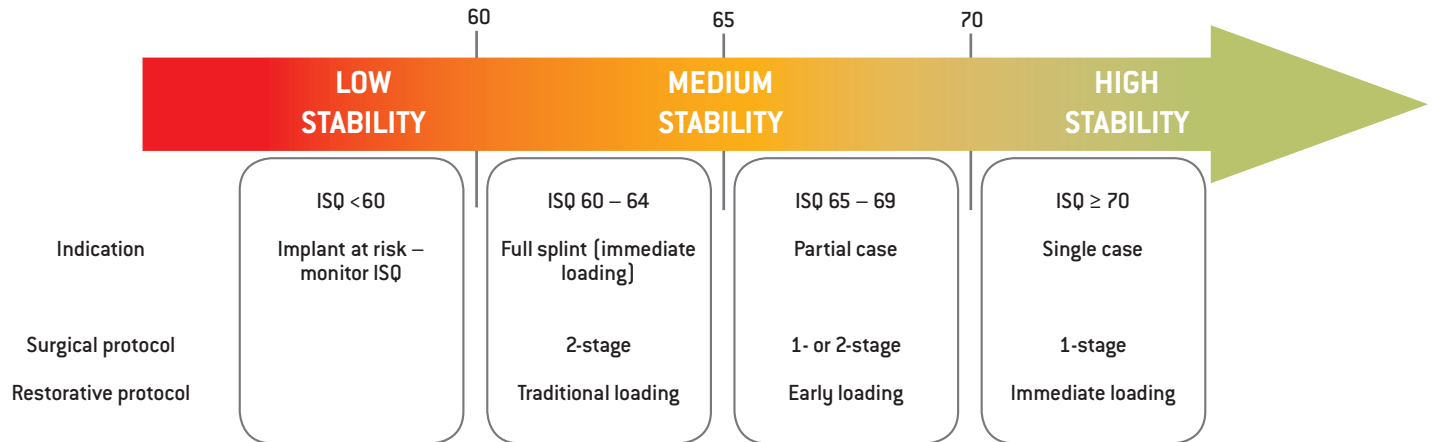 60
65
70
LOW
STABILITY
MEDIUM
STABILITY
HIGH
STABILITY
ISQ <60
ISQ 60 – 64
ISQ 65 – 69
ISQ ≥ 70
Indication
Implant at risk –
monitor ISQ
Full splint (immediate
loading)
Partial case
Single case
Surgical protocol
2-stage
1- or 2-stage
1-stage
Restorative protocol
Traditional loading
Early loading
Immediate loading